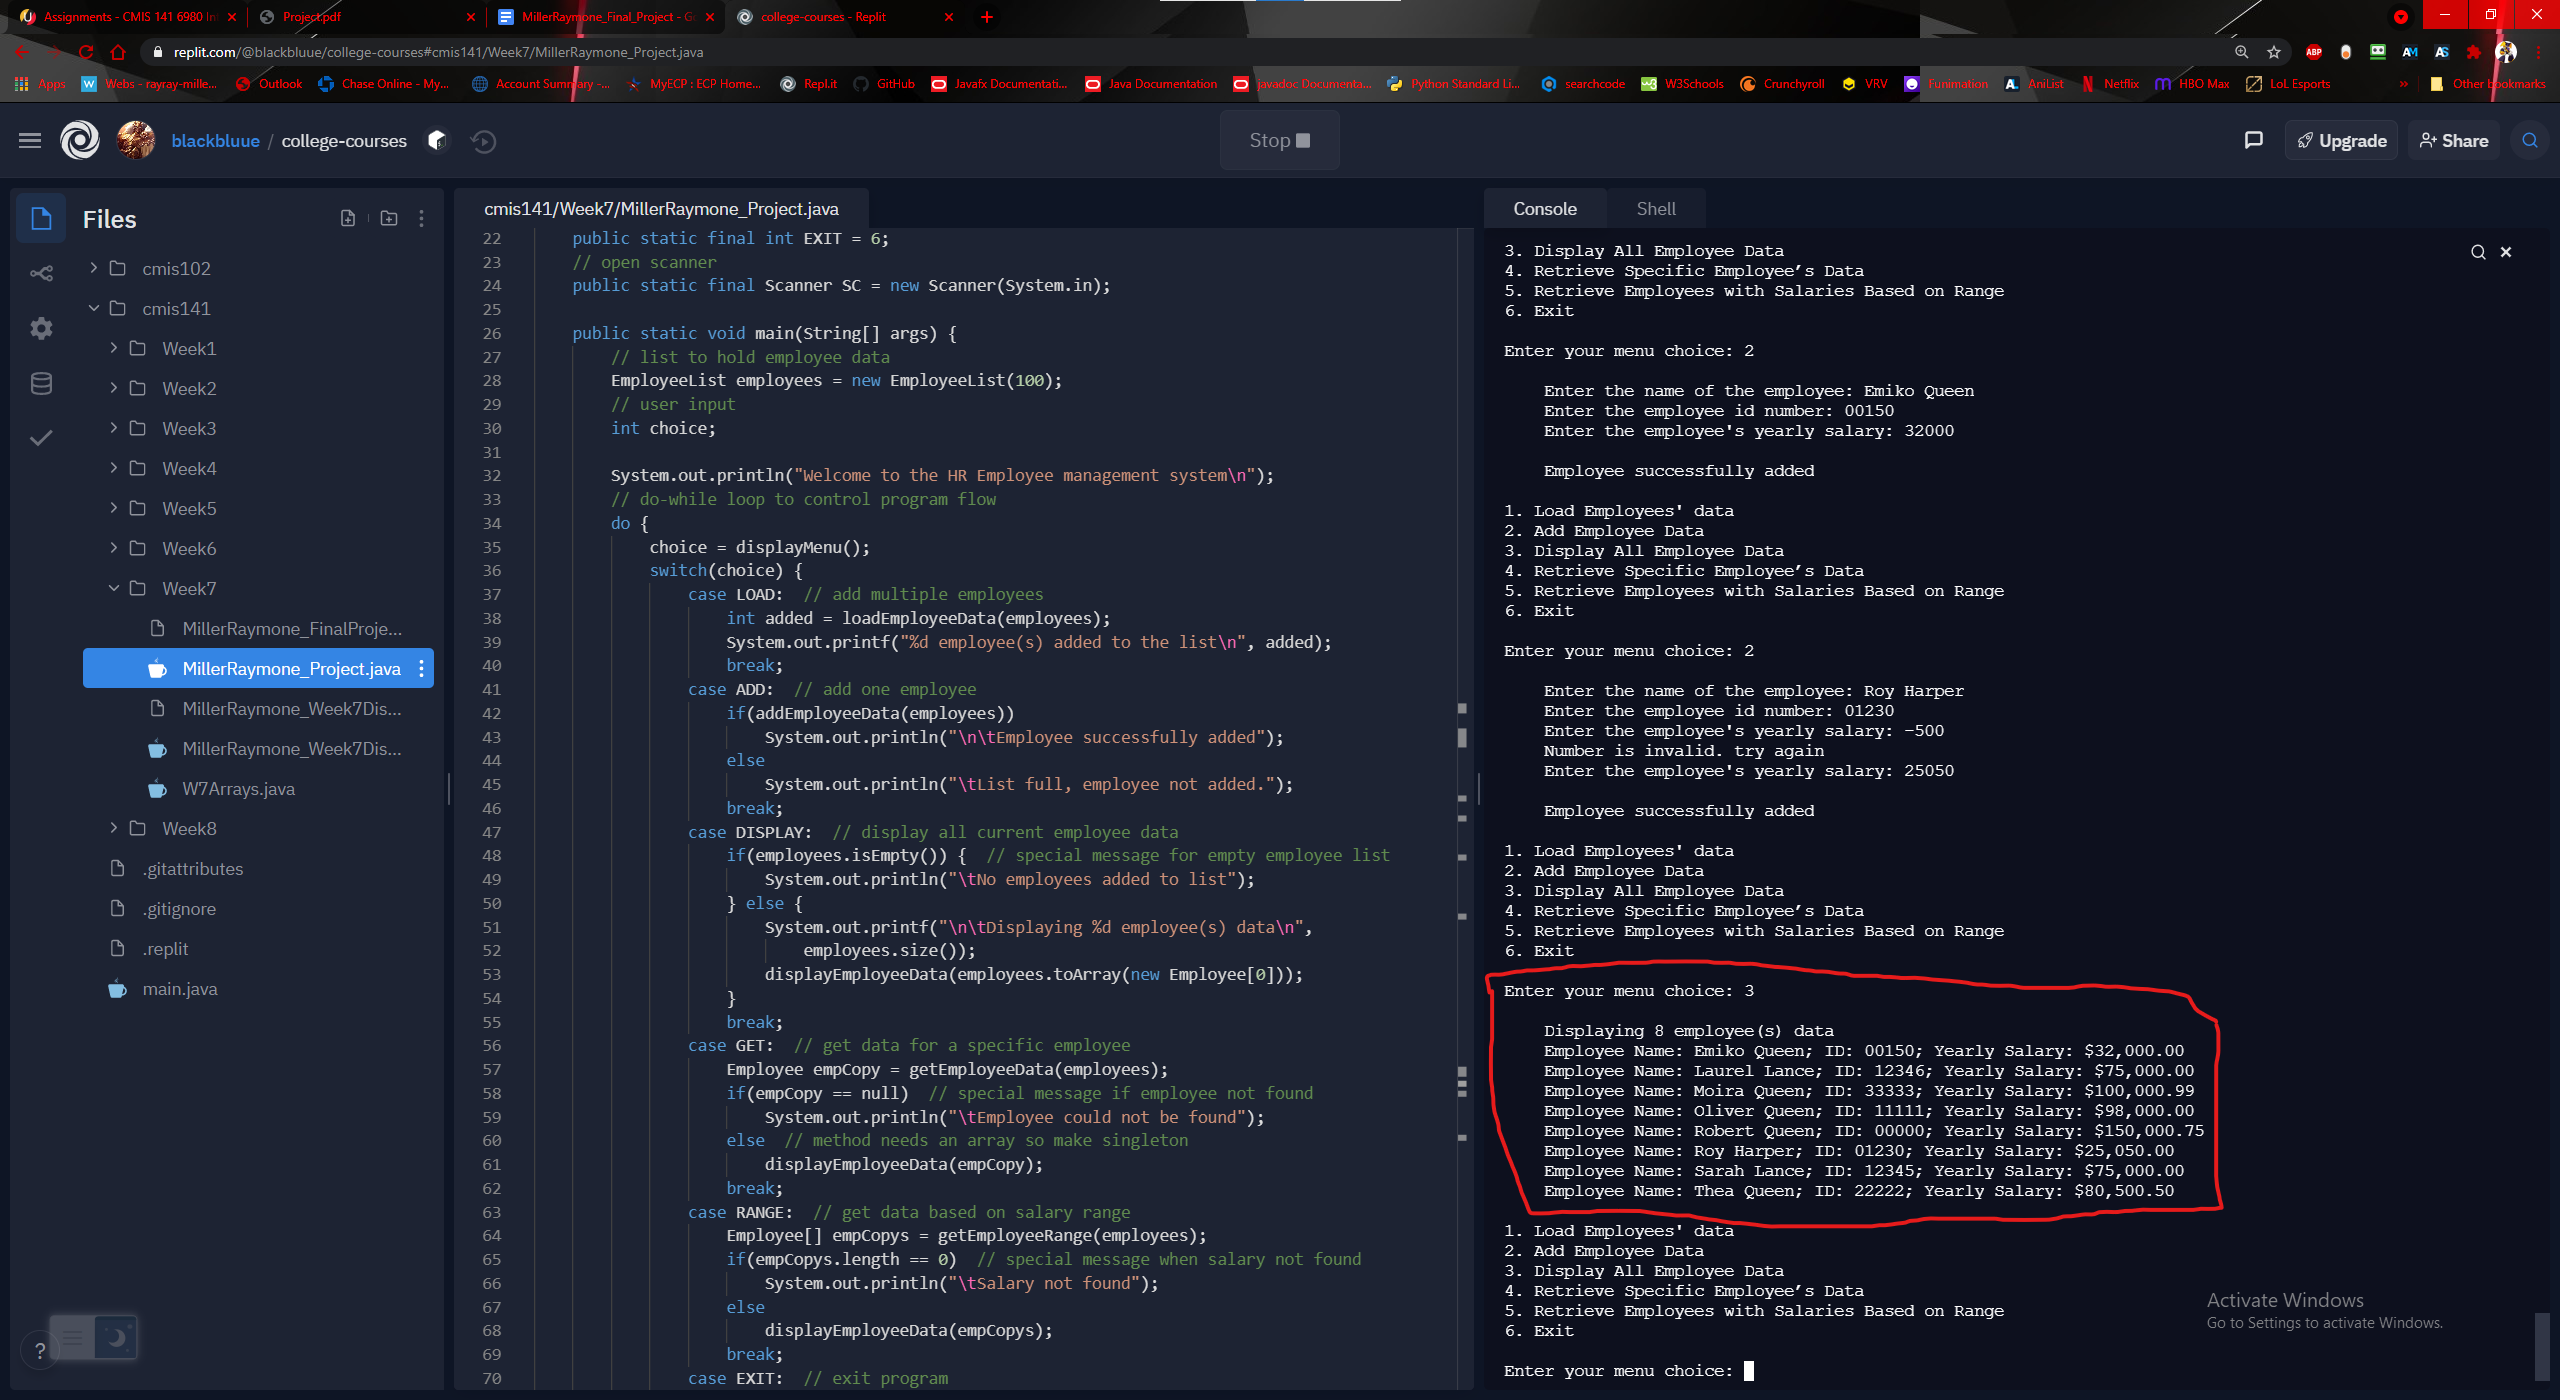 Assignments - CMIS 141 6980 In
Project.pdf
MillerRaymone_Final_Project - G
college-courses - Replit
replit.com/@blackbluue/college-courses#cmis141/Week7/MillerRaymone_Project.java
Apps
Webs - rayray-mille...
Outlook
Chase Online - My...
Account Summary -...
MyECP : ECP Home...
RepLit
GitHub
Javafx Documentati...
Java Documentation
javadoc Documenta...
Python Standard Li...
searchcode
W3Schools
Crunchyroll
VRV
Funimation
AniList
Netflix
HBO Max
LoL Esports
»
Other bookmarks
blackbluue / college-courses
Stop
Upgrade
Share
Files
cmis102
cmis141
Week1
Week2
Week3
Week4
Week5
Week6
Week7
MillerRaymone_FinalProje...
MillerRaymone_Project.java
MillerRaymone_Week7Dis...
MillerRaymone_Week7Dis...
W7Arrays.java
Week8
.gitattributes
.gitignore
.replit
main.java
?
cmis141/Week7/MillerRaymone_Project.java
22 public static final int EXIT = 6;
23 // open scanner
24 public static final Scanner SC = new Scanner(System.in);
25
26 public static void main(String[] args) {
27 // list to hold employee data
28 EmployeeList employees = new EmployeeList(100);
29 // user input
30 int choice;
31
32 System.out.println("Welcome to the HR Employee management system\n");
33 // do-while loop to control program flow
34 do {
35 choice = displayMenu();
36 switch(choice) {
37 case LOAD:  // add multiple employees
38 int added = loadEmployeeData(employees);
39 System.out.printf("%d employee(s) added to the list\n", added);
40 break;
41 case ADD:  // add one employee
42 if(addEmployeeData(employees))
43 System.out.println("\n\tEmployee successfully added");
44 else
45 System.out.println("\tList full, employee not added.");
46 break;
47 case DISPLAY:  // display all current employee data
48 if(employees.isEmpty()) {  // special message for empty employee list
49 System.out.println("\tNo employees added to list");
50 } else {
51 System.out.printf("\n\tDisplaying %d employee(s) data\n",
52 employees.size());
53 displayEmployeeData(employees.toArray(new Employee[0]));
54 }
55 break;
56 case GET:  // get data for a specific employee
57 Employee empCopy = getEmployeeData(employees);
58 if(empCopy == null)  // special message if employee not found
59 System.out.println("\tEmployee could not be found");
60 else  // method needs an array so make singleton
61 displayEmployeeData(empCopy);
62 break;
63 case RANGE:  // get data based on salary range
64 Employee[] empCopys = getEmployeeRange(employees);
65 if(empCopys.length == 0)  // special message when salary not found
66 System.out.println("\tSalary not found");
67 else
68 displayEmployeeData(empCopys);
69 break;
70 case EXIT:  // exit program
Console
Shell
3. Display All Employee Data
4. Retrieve Specific Employee’s Data
5. Retrieve Employees with Salaries Based on Range
6. Exit
Enter your menu choice: 2
Enter the name of the employee: Emiko Queen
Enter the employee id number: 00150
Enter the employee's yearly salary: 32000
Employee successfully added
1. Load Employees' data
2. Add Employee Data
3. Display All Employee Data
4. Retrieve Specific Employee’s Data
5. Retrieve Employees with Salaries Based on Range
6. Exit
Enter your menu choice: 2
Enter the name of the employee: Roy Harper
Enter the employee id number: 01230
Enter the employee's yearly salary: -500
Number is invalid. try again
Enter the employee's yearly salary: 25050
Employee successfully added
1. Load Employees' data
2. Add Employee Data
3. Display All Employee Data
4. Retrieve Specific Employee’s Data
5. Retrieve Employees with Salaries Based on Range
6. Exit
Enter your menu choice: 3
Displaying 8 employee(s) data
Employee Name: Emiko Queen; ID: 00150; Yearly Salary: $32,000.00
Employee Name: Laurel Lance; ID: 12346; Yearly Salary: $75,000.00
Employee Name: Moira Queen; ID: 33333; Yearly Salary: $100,000.99
Employee Name: Oliver Queen; ID: 11111; Yearly Salary: $98,000.00
Employee Name: Robert Queen; ID: 00000; Yearly Salary: $150,000.75
Employee Name: Roy Harper; ID: 01230; Yearly Salary: $25,050.00
Employee Name: Sarah Lance; ID: 12345; Yearly Salary: $75,000.00
Employee Name: Thea Queen; ID: 22222; Yearly Salary: $80,500.50
1. Load Employees' data
2. Add Employee Data
3. Display All Employee Data
4. Retrieve Specific Employee’s Data
5. Retrieve Employees with Salaries Based on Range
6. Exit
Enter your menu choice:
Activate Windows
Go to Settings to activate Windows.